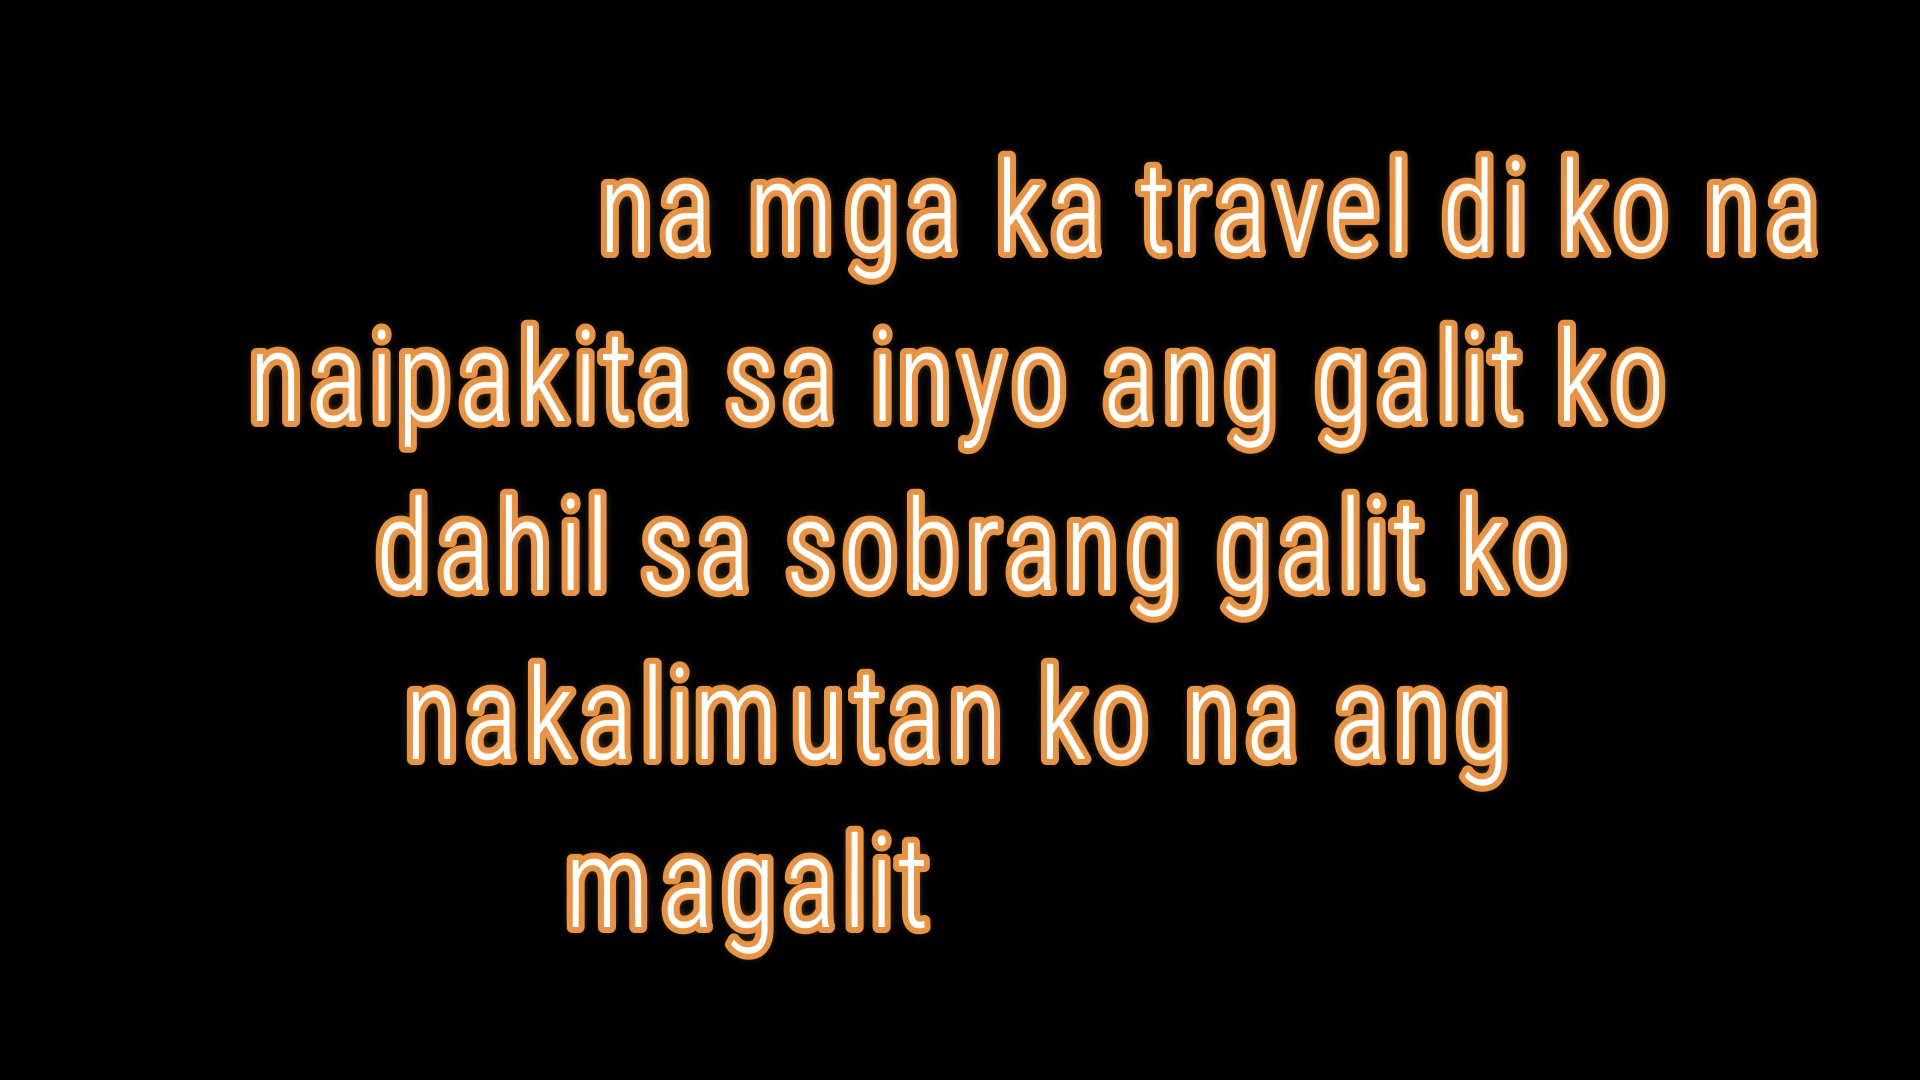 na mga ka travel di ko na
naipakita sa inyo ang galit ko
dahil sa sobrang galit ko
nakalimutan ko na ang
magalit